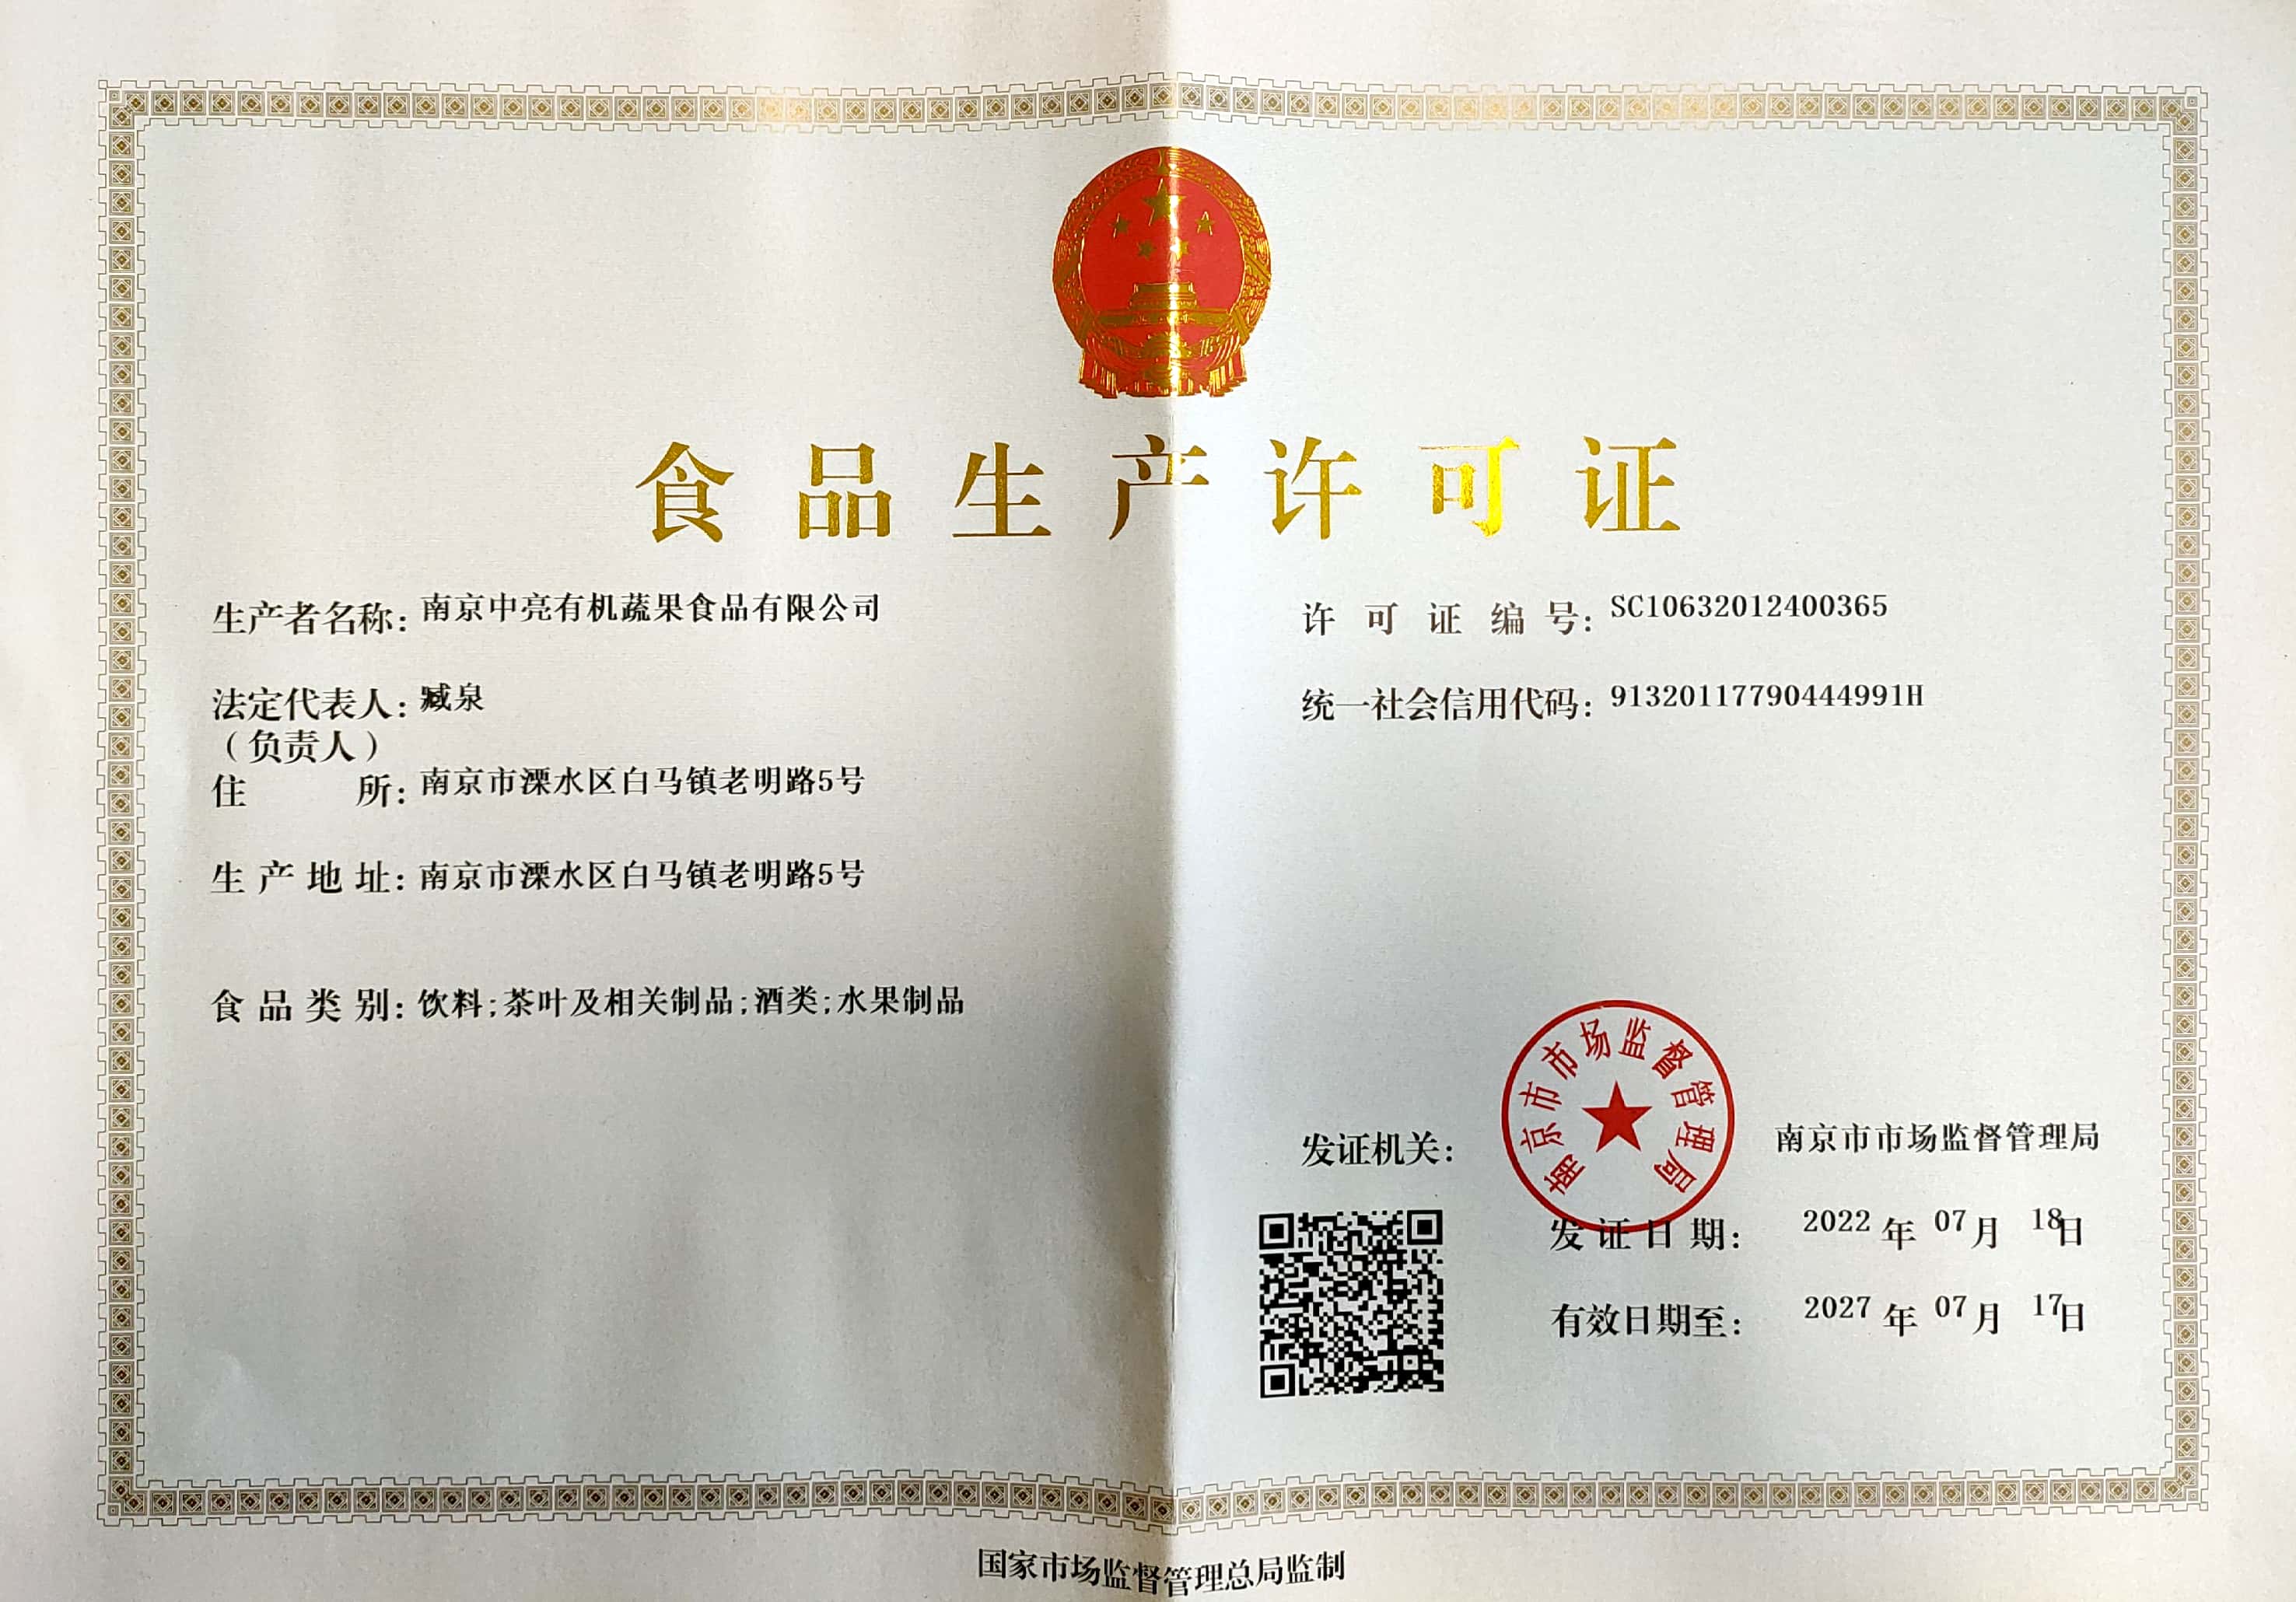 食品生产许可证
生产者名称：南京中亮有机蔬果食品有限公司
许可证编号：SC10632012400365
法定代表人：臧泉
（负责人）
统一社会信用代码：91320117790444991H
住所：南京市溧水区白马镇老明路5号
生产地址：南京市溧水区白马镇老明路5号
食品类别：饮料;茶叶及相关制品;酒类;水果制品
南京市市场监督管理局
发证机关：南京市市场监督管理局
发证日期：2022年07月18日
有效日期至：2027年07月17日
国家市场监督管理总局监制